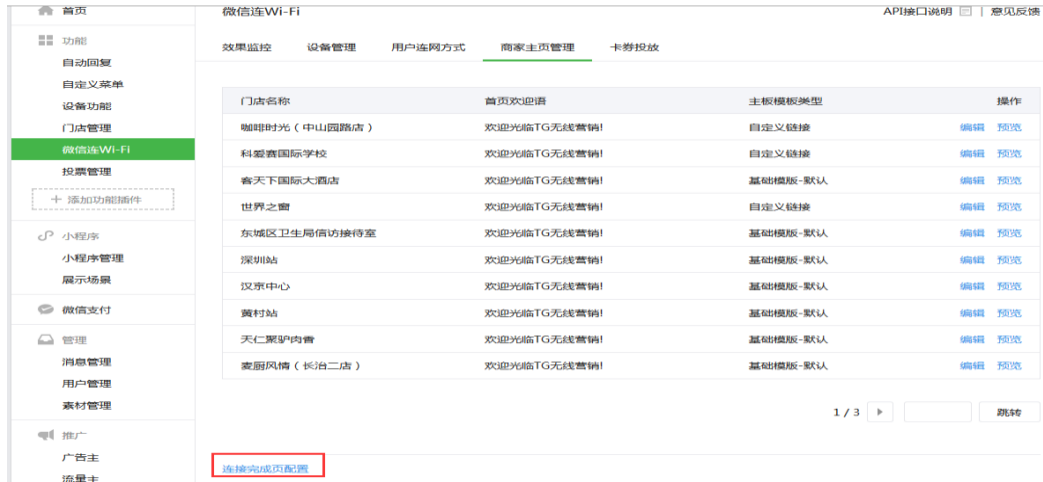 首页
微信连Wi-Fi
API接口说明 | 意见反馈
功能
效果监控 设备管理 用户连网方式 商家主页管理 卡券投放
自动回复
自定义菜单
设备功能
门店管理
微信连Wi-Fi
投票管理
+ 添加功能插件
小程序
小程序管理
展示场景
微信支付
管理
消息管理
用户管理
素材管理
推广
广告主
流量主
门店名称 首页欢迎语 主板模板类型 操作
咖啡时光（中山园路店） 欢迎光临TG无线营销! 自定义链接 编辑 预览
科爱赛国际学校 欢迎光临TG无线营销! 自定义链接 编辑 预览
客天下国际大酒店 欢迎光临TG无线营销! 基础模版-默认 编辑 预览
世界之窗 欢迎光临TG无线营销! 自定义链接 编辑 预览
东城区卫生局信访接待室 欢迎光临TG无线营销! 基础模版-默认 编辑 预览
深圳站 欢迎光临TG无线营销! 基础模版-默认 编辑 预览
汉京中心 欢迎光临TG无线营销! 基础模版-默认 编辑 预览
黄村站 欢迎光临TG无线营销! 基础模版-默认 编辑 预览
天仁聚驴肉香 欢迎光临TG无线营销! 基础模版-默认 编辑 预览
麦厨风情（长治二店） 欢迎光临TG无线营销! 基础模版-默认 编辑 预览
1 / 3 跳转
连接完成页配置